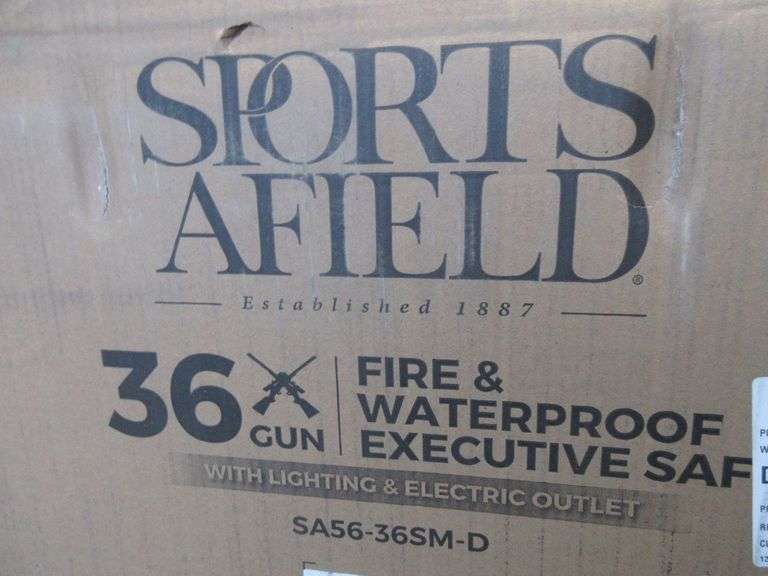 SPORTS
AFIELD®
Established 1887
36
GUN
FIRE &
WATERPROOF
EXECUTIVE SAF
WITH LIGHTING & ELECTRIC OUTLET
SA56-36SM-D